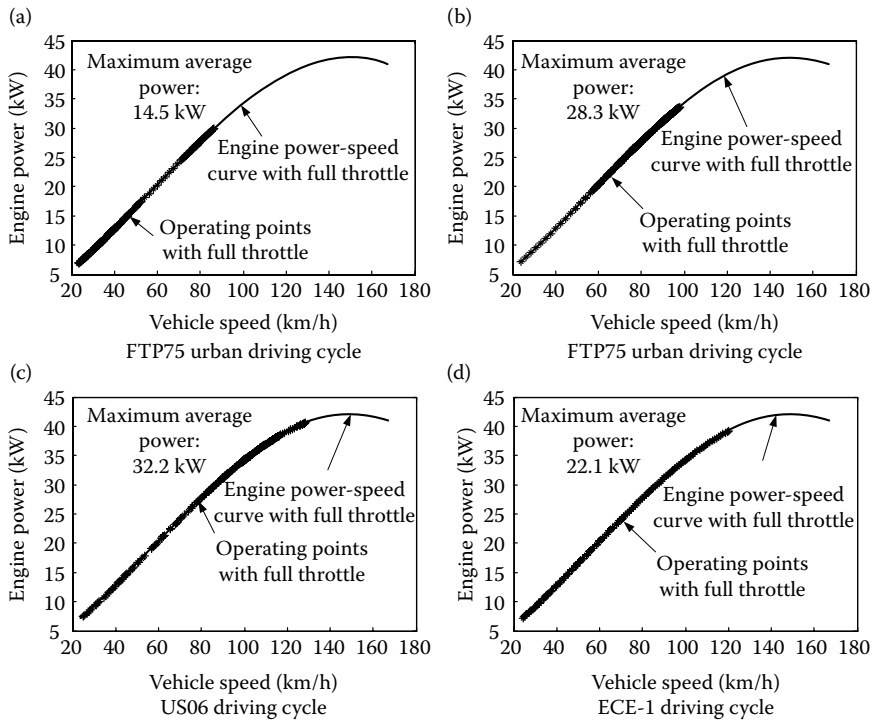 (a)
Engine power (kW)
45
40
35
30
25
20
15
10
5
Maximum average
power:
14.5 kW
Engine power-speed
curve with full throttle
Operating points
with full throttle
20 40 60 80 100 120 140 160 180
Vehicle speed (km/h)
FTP75 urban driving cycle
(b)
Engine power (kW)
45
40
35
30
25
20
15
10
5
Maximum average
power:
28.3 kW
Engine power-speed
curve with full throttle
Operating points
with full throttle
20 40 60 80 100 120 140 160 180
Vehicle speed (km/h)
FTP75 urban driving cycle
(c)
Engine power (kW)
45
40
35
30
25
20
15
10
5
Maximum average
power:
32.2 kW
Engine power-speed
curve with full throttle
Operating points
with full throttle
20 40 60 80 100 120 140 160 180
Vehicle speed (km/h)
US06 driving cycle
(d)
Engine power (kW)
45
40
35
30
25
20
15
10
5
Maximum average
power:
22.1 kW
Engine power-speed
curve with full throttle
Operating points
with full throttle
20 40 60 80 100 120 140 160 180
Vehicle speed (km/h)
ECE-1 driving cycle